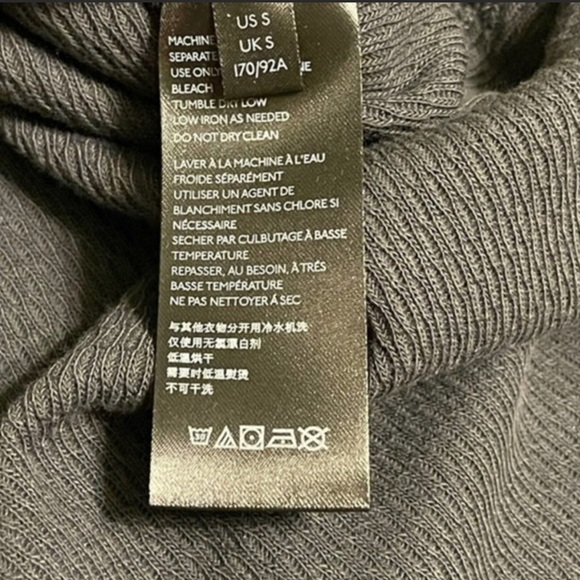 US S
UK S
170/92A
MACHINE
SEPARATE
USE ONLY
BLEACH
TUMBLE DRY LOW
LOW IRON AS NEEDED
DO NOT DRY CLEAN
LAVER À LA MACHINE À L'EAU
FROIDE SÉPARÉMENT
UTILISER UN AGENT DE
BLANCHIMENT SANS CHLORE SI
NÉCESSAIRE
SECHER PAR CULBUTAGE À BASSE
TEMPERATURE
REPASSER, AU BESOIN, À TRÈS
BASSE TEMPÉRATURE
NE PAS NETTOYER À SEC
与其他衣物分开用冷水机洗
仅使用无氯漂白剂
低温烘干
需要时低温熨烫
不可干洗
30